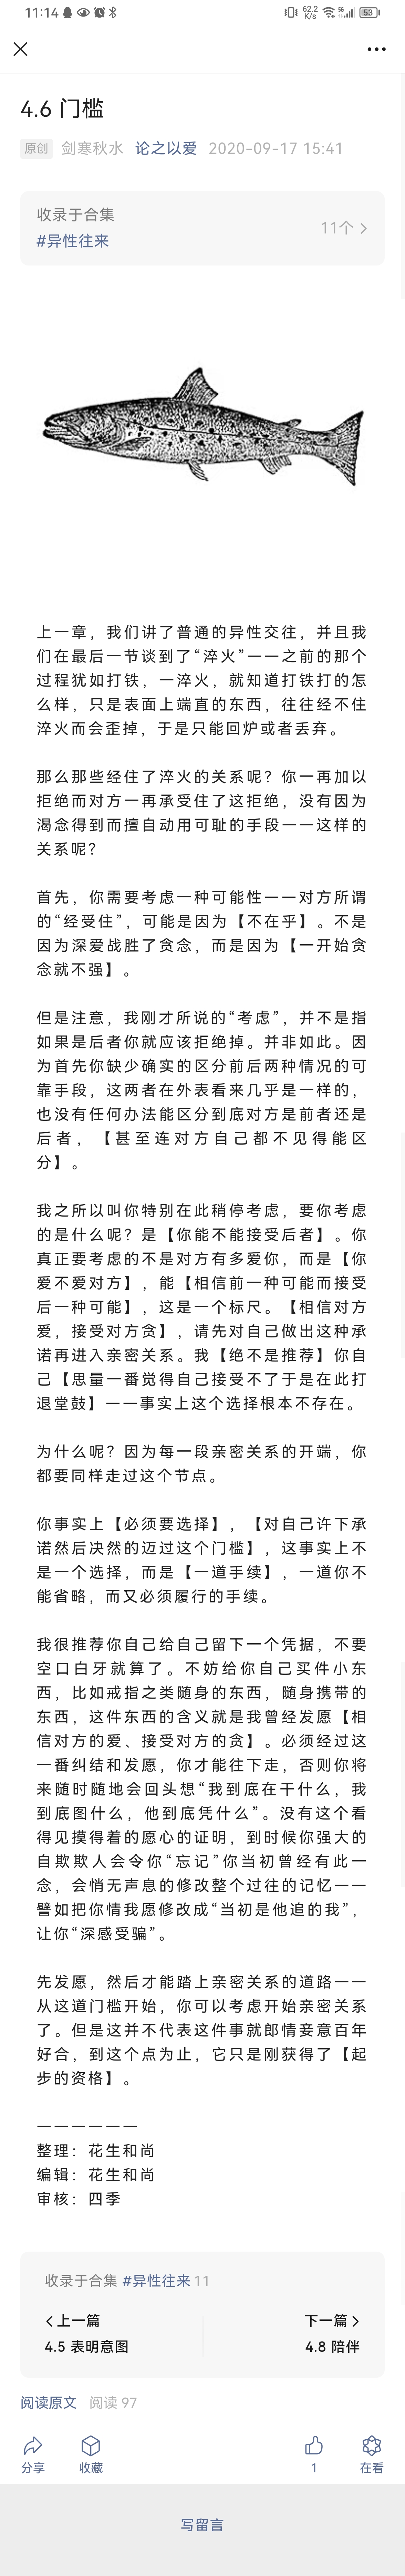 11:14
62.2
K/s
5G
53
4.6 门槛
原创 剑寒秋水 论之以爱 2020-09-17 15:41
收录于合集
#异性往来
11个
上一章，我们讲了普通的异性交往，并且我
们在最后一节谈到了“淬火”——之前的那个
过程犹如打铁，一淬火，就知道打铁打的怎
么样，只是表面上端直的东西，往往经不住
淬火而会歪掉，于是只能回炉或者丢弃。
那么那些经住了淬火的关系呢？你一再加以
拒绝而对方一再承受住了这拒绝，没有因为
渴念得到而擅自动用可耻的手段——这样的
关系呢？
首先，你需要考虑一种可能性——对方所谓
的“经受住”，可能是因为【不在乎】。不是
因为深爱战胜了贪念，而是因为【一开始贪
念就不强】。
但是注意，我刚才所说的“考虑”，并不是指
如果是后者你就应该拒绝掉。并非如此。因
为首先你缺少确实的区分前后两种情况的可
靠手段，这两者在外表看来几乎是一样的，
也没有任何办法能区分到底对方是前者还是
后者，【甚至连对方自己都不见得能区
分】。
我之所以叫你特别在此稍停考虑，要你考虑
的是什么呢？是【你能不能接受后者】。你
真正要考虑的不是对方有多爱你，而是【你
爱不爱对方】，能【相信前一种可能而接受
后一种可能】，这是一个标尺。【相信对方
爱，接受对方贪】，请先对自己做出这种承
诺再进入亲密关系。我【绝不是推荐】你自
己【思量一番觉得自己接受不了于是在此打
退堂鼓】——事实上这个选择根本不存在。
为什么呢？因为每一段亲密关系的开端，你
都要同样走过这个节点。
你事实上【必须要选择】，【对自己许下承
诺然后决然的迈过这个门槛】，这事实上不
是一个选择，而是【一道手续】，一道你不
能省略，而又必须履行的手续。
我很推荐你自己给自己留下一个凭据，不要
空口白牙就算了。不妨给你自己买件小东
西，比如戒指之类随身的东西，随身携带的
东西，这件东西的含义就是我曾经发愿【相
信对方的爱、接受对方的贪】。必须经过这
一番纠结和发愿，你才能往下走，否则你将
来随时随地会回头想“我到底在干什么，我
到底图什么，他到底凭什么”。没有这个看
得见摸得着的愿心的证明，到时候你强大的
自欺欺人会令你“忘记”你当初曾经有此一
念，会悄无声息的修改整个过往的记忆——
譬如把你情我愿修改成“当初是他追的我”，
让你“深感受骗”。
先发愿，然后才能踏上亲密关系的道路——
从这道门槛开始，你可以考虑开始亲密关系
了。但是这并不代表这件事就郎情妾意百年
好合，到这个点为止，它只是刚获得了【起
步的资格】。
——————
整理：花生和尚
编辑：花生和尚
审核：四季
收录于合集 #异性往来 11
上一篇 下一篇
4.5 表明意图 4.8 陪伴
阅读原文 阅读 97
分享 收藏 1 在看
写留言